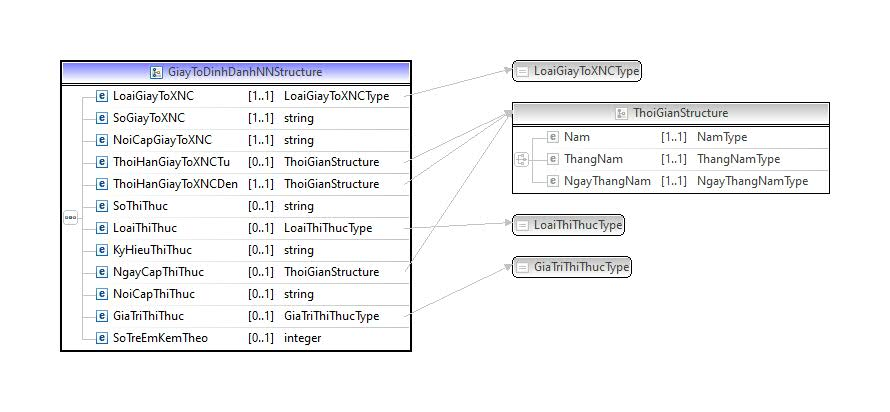 GiayToDinhDanhNNStructure
LoaiGiayToXNC [1..1] LoaiGiayToXNCType
SoGiayToXNC [1..1] string
NoiCapGiayToXNC [1..1] string
ThoiHanGiayToXNCTu [0..1] ThoiGianStructure
ThoiHanGiayToXNCDen [1..1] ThoiGianStructure
SoThiThuc [0..1] string
LoaiThiThuc [0..1] LoaiThiThucType
KyHieuThiThuc [0..1] string
NgayCapThiThuc [0..1] ThoiGianStructure
NoiCapThiThuc [0..1] string
GiaTriThiThuc [0..1] GiaTriThiThucType
SoTreEmKemTheo [0..1] integer
LoaiGiayToXNCType
ThoiGianStructure
Nam [1..1] NamType
ThangNam [1..1] ThangNamType
NgayThangNam [1..1] NgayThangNamType
LoaiThiThucType
GiaTriThiThucType